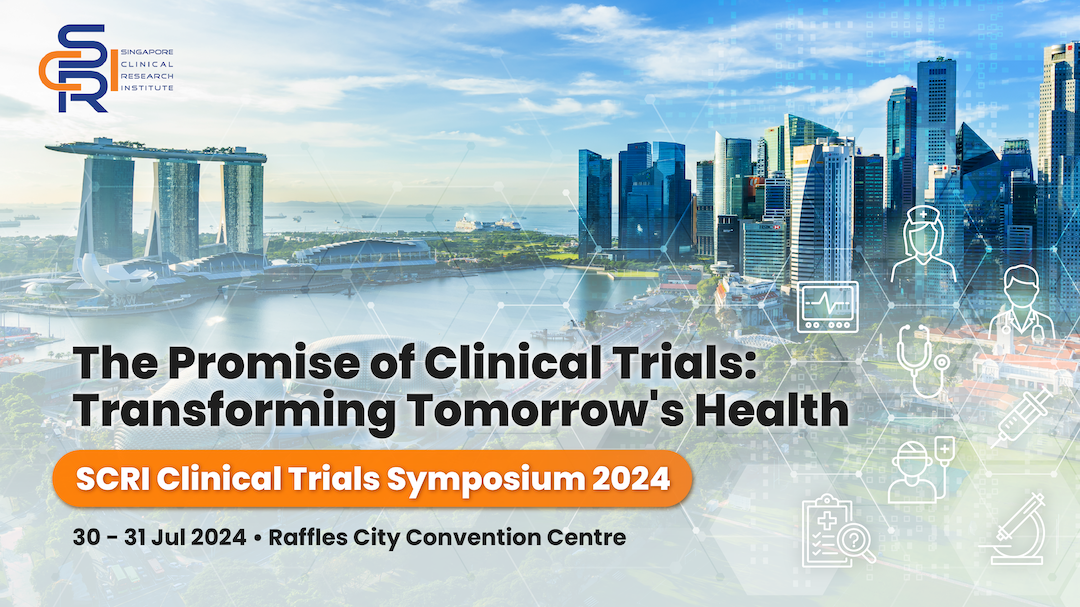 SCRI
SINGAPORE
CLINICAL
RESEARCH
INSTITUTE
HSBC
The Promise of Clinical Trials:
Transforming Tomorrow's Health
SCRI Clinical Trials Symposium 2024
30 - 31 Jul 2024 • Raffles City Convention Centre